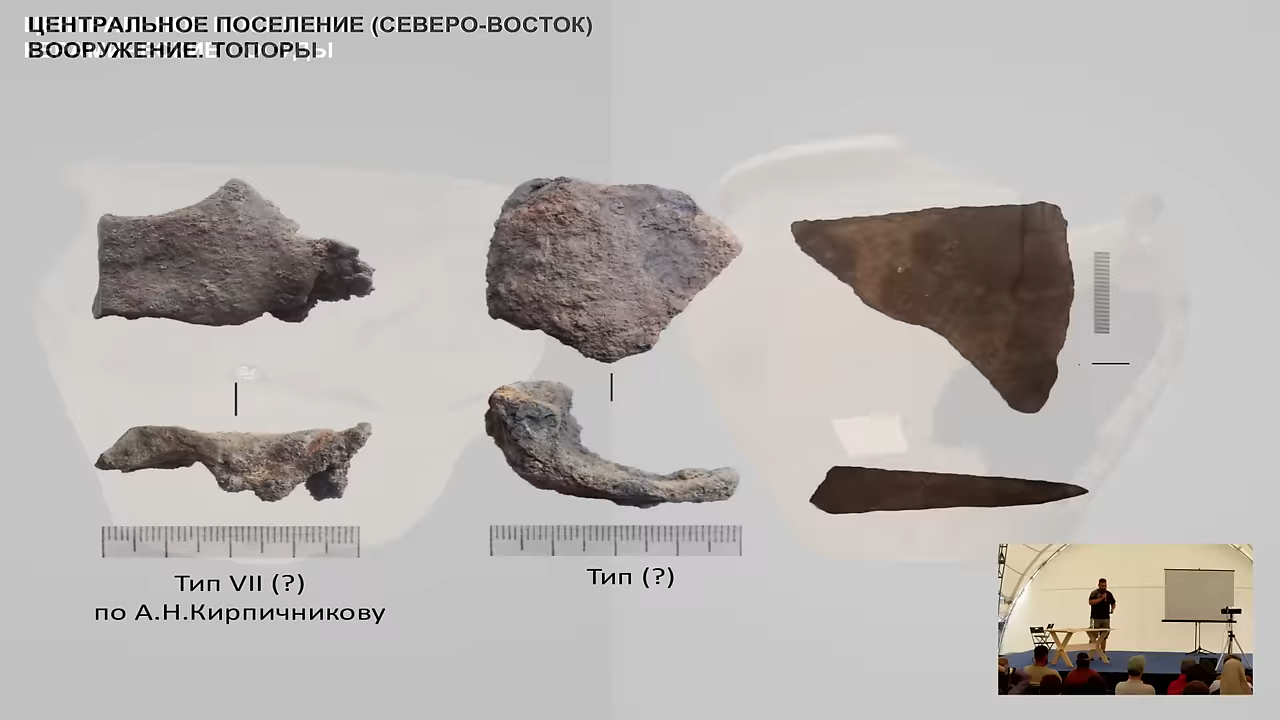 ЦЕНТРАЛЬНОЕ ПОСЕЛЕНИЕ (СЕВЕРО-ВОСТОК)
ВООРУЖЕНИЕ. ТОПОРЫ
Тип VII (?)
по А.Н.Кирпичникову
Тип (?)